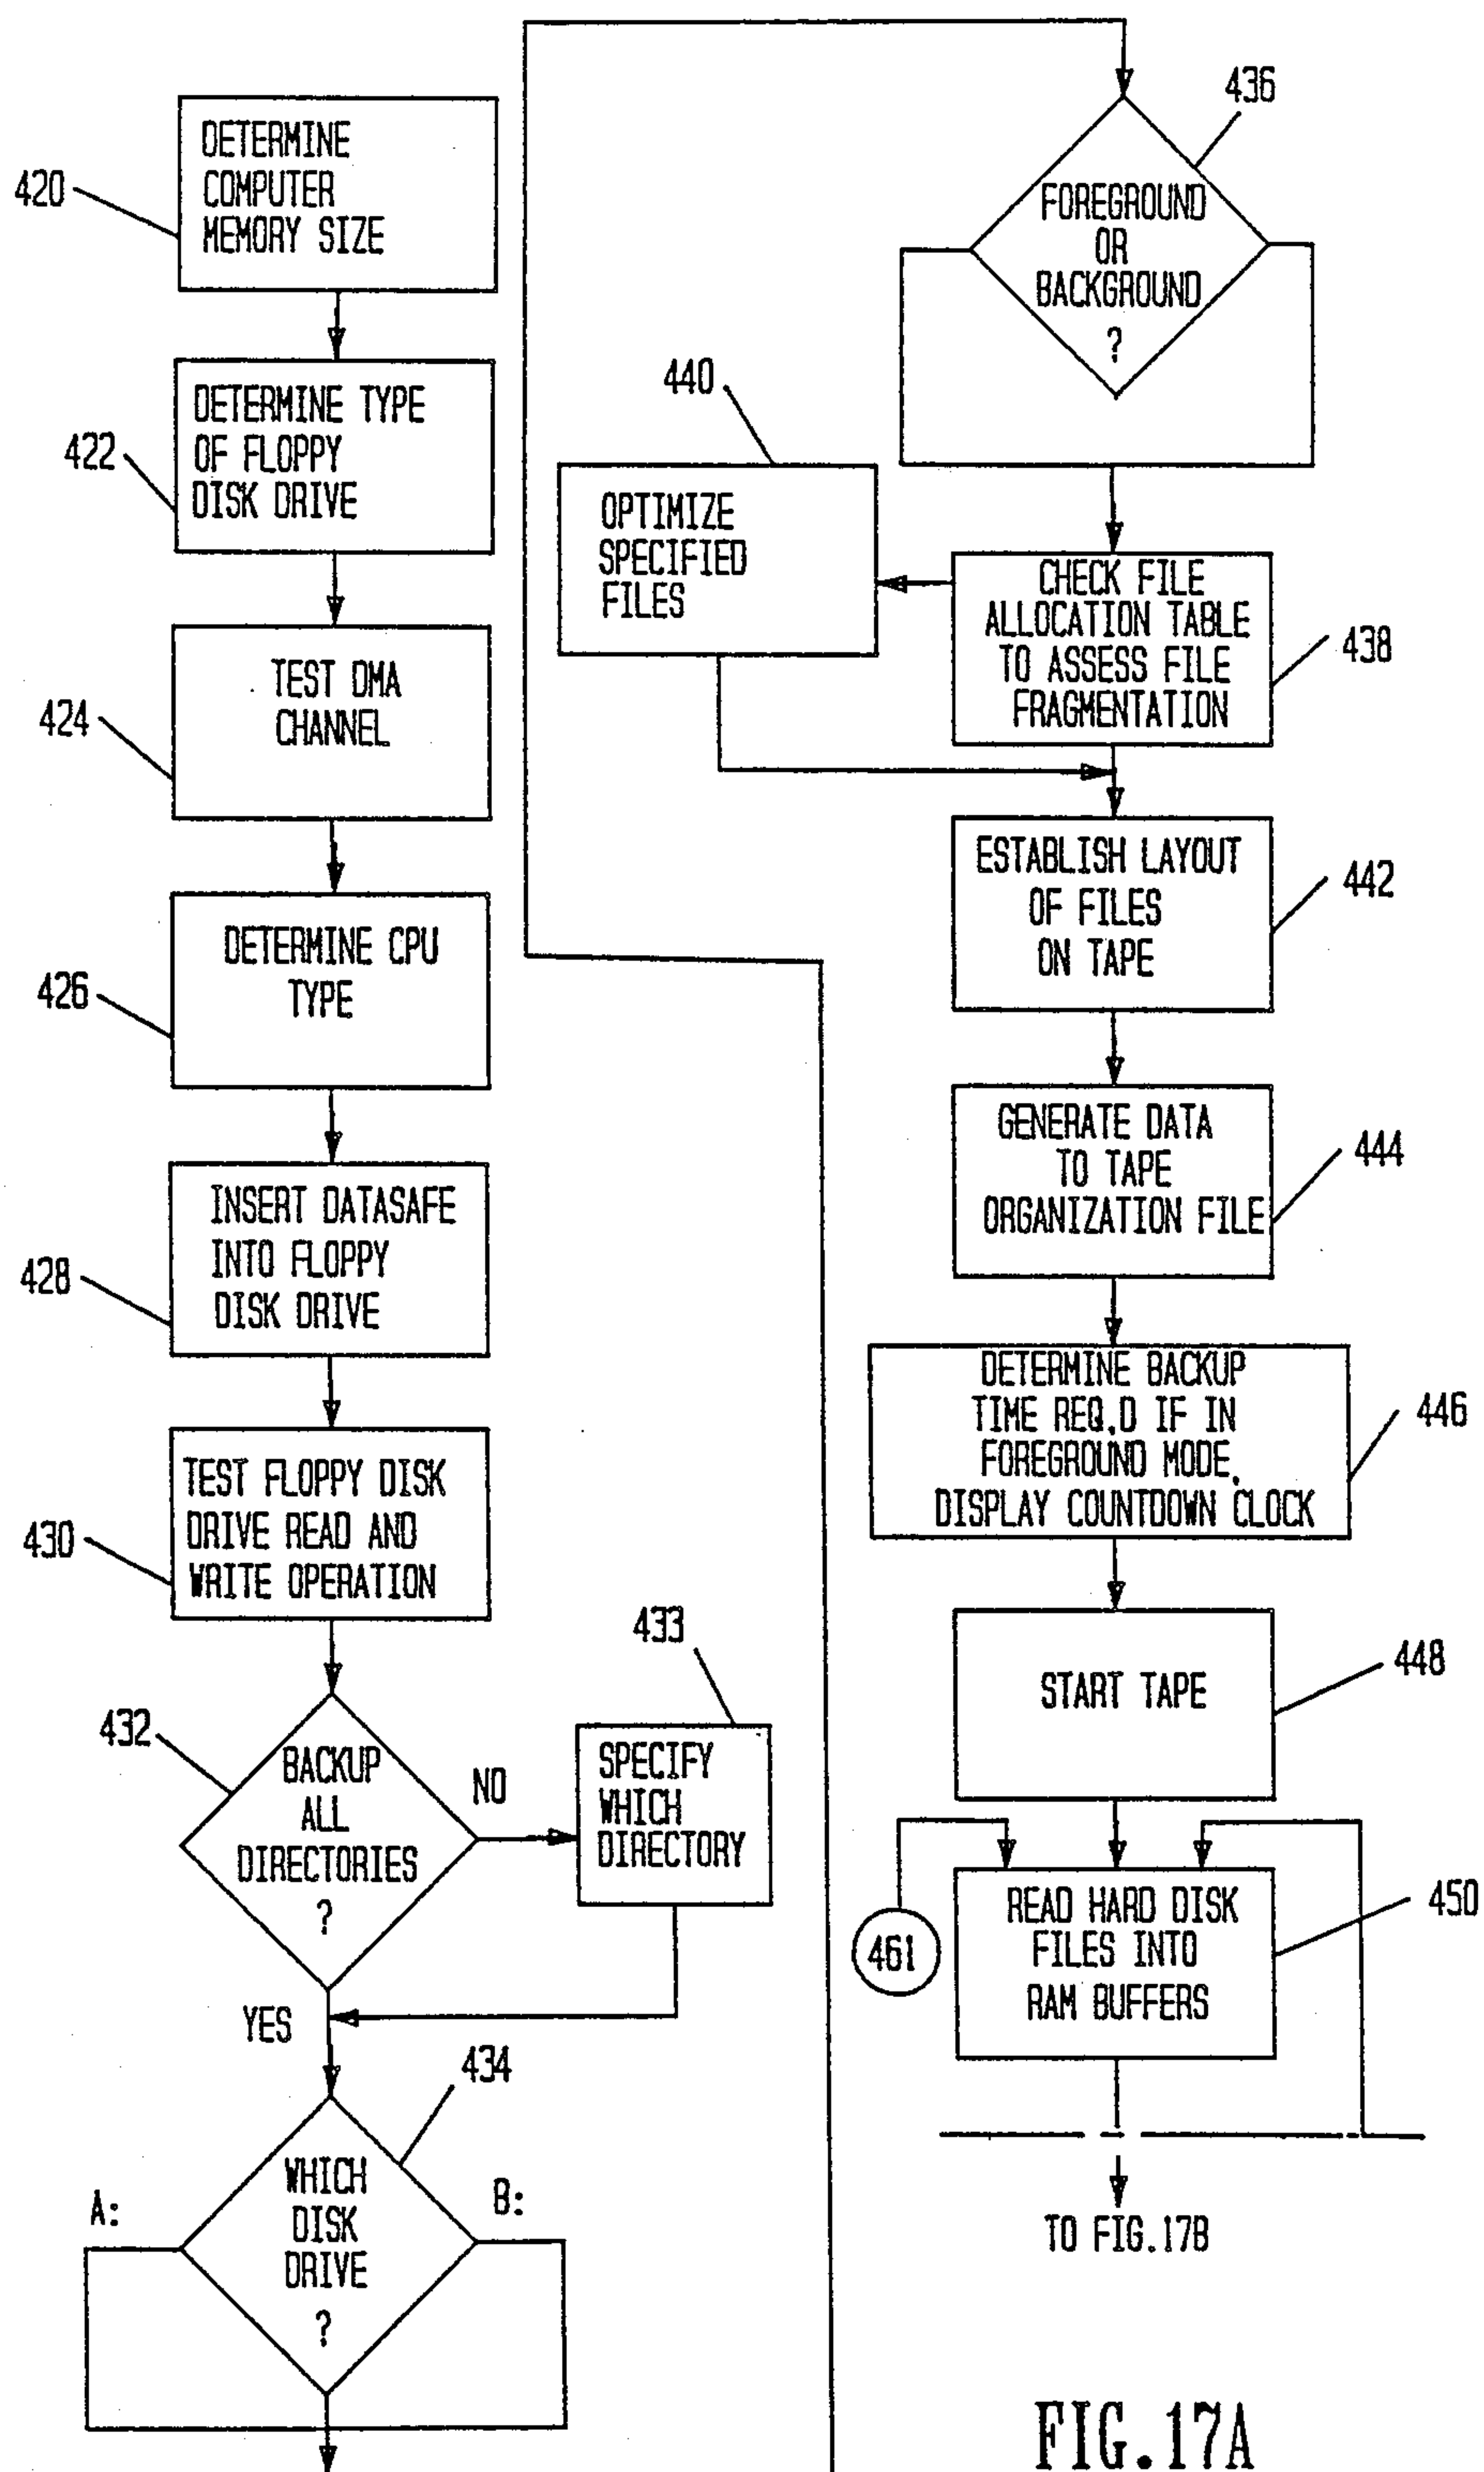 420
DETERMINE
COMPUTER
MEMORY SIZE
422
DETERMINE TYPE
OF FLOPPY
DISK DRIVE
424
TEST DMA
CHANNEL
426
DETERMINE CPU
TYPE
428
INSERT DATASAFE
INTO FLOPPY
DISK DRIVE
430
TEST FLOPPY DISK
DRIVE READ AND
WRITE OPERATION
432
BACKUP
ALL
DIRECTORIES
?
NO
YES
433
SPECIFY
WHICH
DIRECTORY
434
WHICH
DISK
DRIVE
?
A:
B:
436
FOREGROUND
OR
BACKGROUND
?
440
OPTIMIZE
SPECIFIED
FILES
CHECK FILE
ALLOCATION TABLE
TO ASSESS FILE
FRAGMENTATION
438
ESTABLISH LAYOUT
OF FILES
ON TAPE
442
GENERATE DATA
TO TAPE
ORGANIZATION FILE
444
DETERMINE BACKUP
TIME REQ.D IF IN
FOREGROUND MODE.
DISPLAY COUNTDOWN CLOCK
446
START TAPE
448
461
READ HARD DISK
FILES INTO
RAM BUFFERS
450
TO FIG.17B
FIG.17A